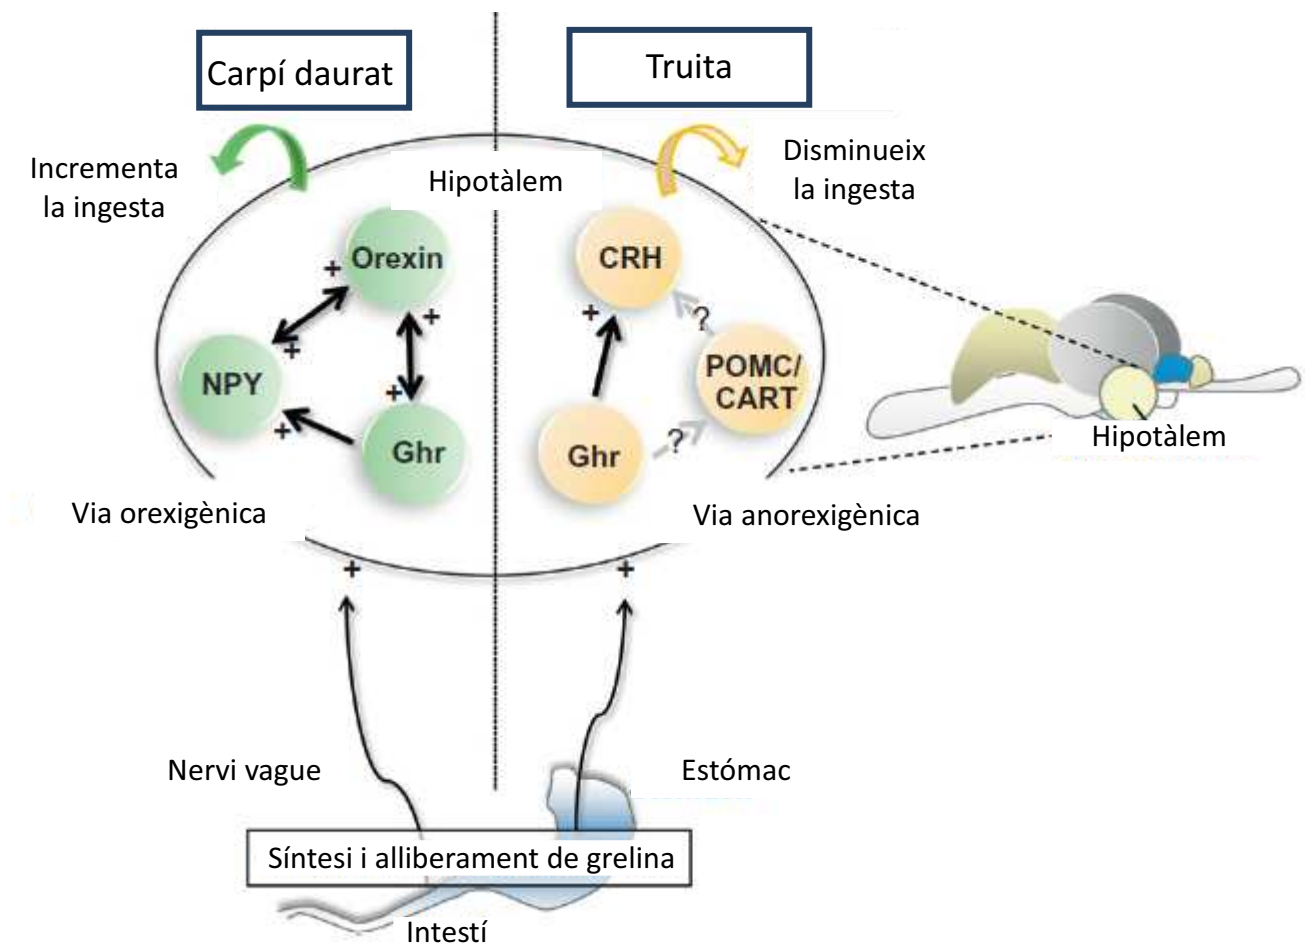 Carpí daurat
Truita
Incrementa
la ingesta
Hipotàlem
Disminueix
la ingesta
Orexin
CRH
+
+
+
?
NPY
+
POMC/
CART
+
+
Ghr
Ghr
?
Hipotàlem
Via orexigènica
Via anorexigènica
+
+
Nervi vague
Estómac
Síntesi i alliberament de grelina
Intestí